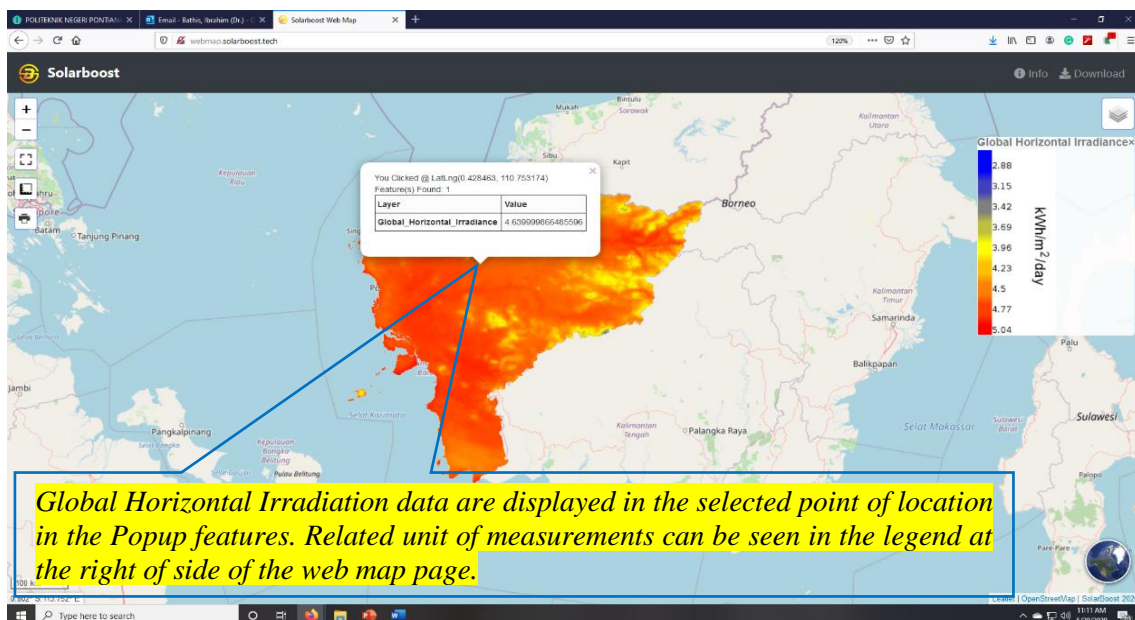 POLITEKNIK NEGERI PONTIAN
Email - Bathis, Ibrahim (Dr.) -
Solarboost Web Map
webmap.solarboost.tech
120%
Solarboost
Info
Download
+
−
Bintulu
Mukah
Sarawak
Kalimantan
Utara
Global Horizontal Irradiance×
Sibu
Kapit
You Clicked @ LatLng(0.428463, 110.753174)
Feature(s) Found: 1
Layer Value
Global_Horizontal_Irradiance 4.639999866485596
2.88
3.15
3.42
3.69
3.96
4.23
4.5
4.77
5.04
kWh/m²/day
Kepulauan
Riau
Borneo
Batam
Tanjung Pinang
Kalimantan
Timur
Samarinda
Balikpapan
Palu
Jambi
Selat Karimata
Pangkalpinang
Kepulauan
Bangka
Belitung
Pulau Belitung
Kalimantan
Tengah
Palangka Raya
Selat Makassar
Sulawesi
Barat
Sulawesi
Palopo
Pare-Pare
Global Horizontal Irradiation data are displayed in the selected point of location
in the Popup features. Related unit of measurements can be seen in the legend at
the right of side of the web map page.
Leaflet | OpenStreetMap | SolarBoost 202
Type here to search
11:11 AM